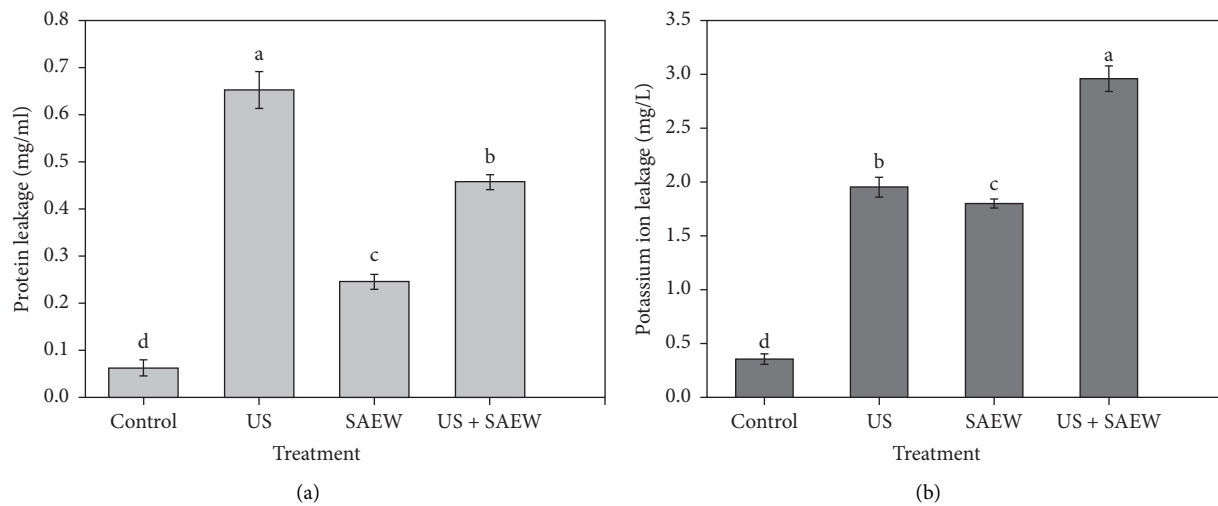 Protein leakage (mg/ml)
0.8
0.7
0.6
0.5
0.4
0.3
0.2
0.1
0.0
d
a
c
b
Control
US
SAEW
US + SAEW
Treatment
(a)
Potassium ion leakage (mg/L)
3.5
3.0
2.5
2.0
1.5
1.0
0.5
0.0
d
b
c
a
Control
US
SAEW
US + SAEW
Treatment
(b)